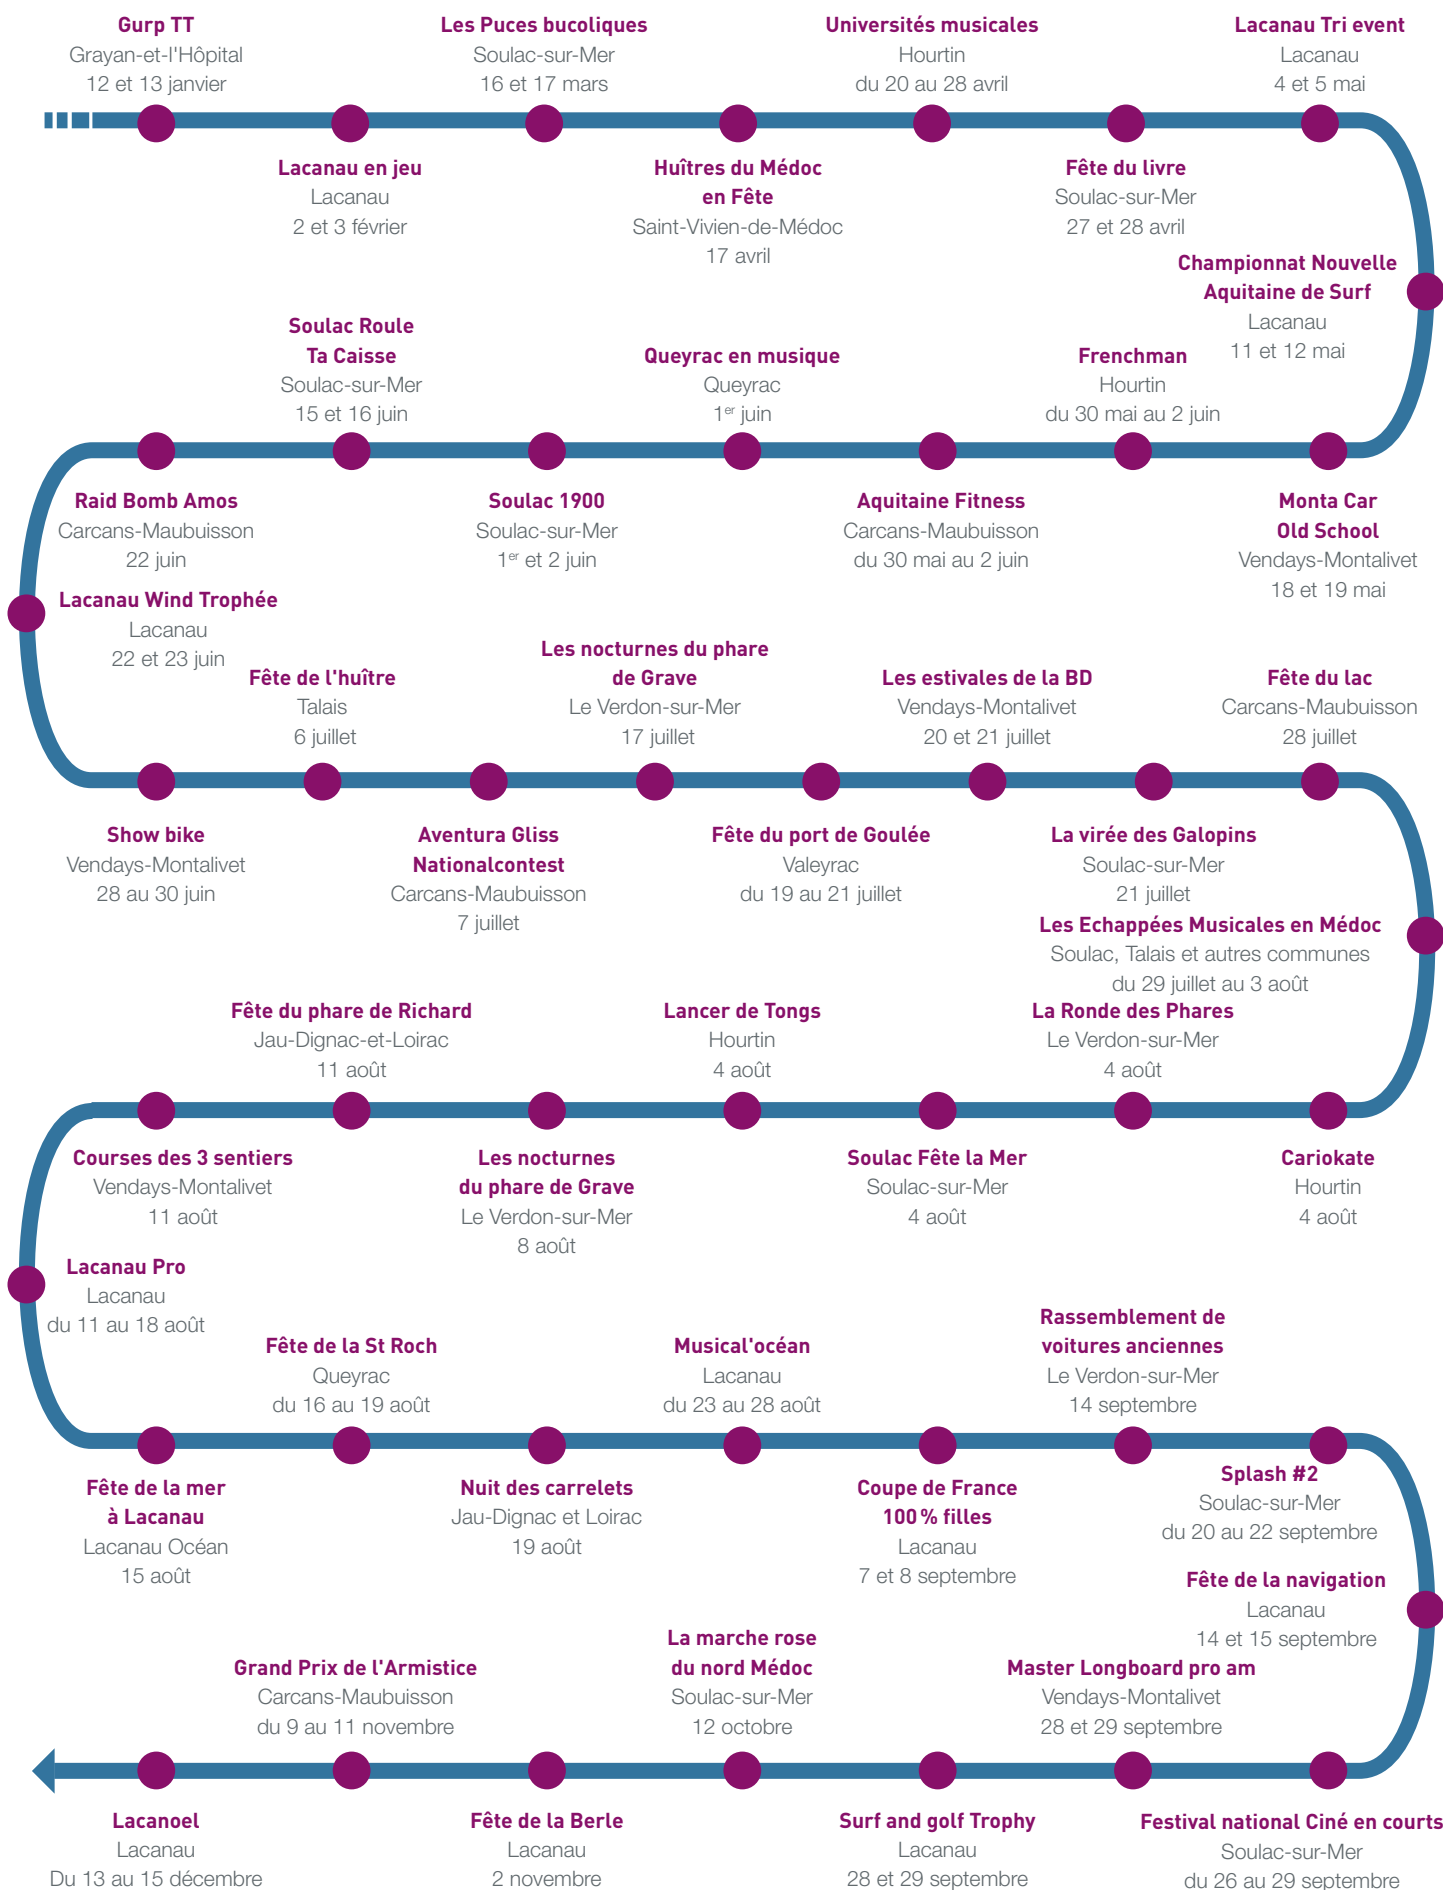 Gurp TT
Grayan-et-l'Hôpital
12 et 13 janvier
Lacanau en jeu
Lacanau
2 et 3 février
Les Puces bucoliques
Soulac-sur-Mer
16 et 17 mars
Huîtres du Médoc
en Fête
Saint-Vivien-de-Médoc
17 avril
Universités musicales
Hourtin
du 20 au 28 avril
Fête du livre
Soulac-sur-Mer
27 et 28 avril
Lacanau Tri event
Lacanau
4 et 5 mai
Championnat Nouvelle
Aquitaine de Surf
Lacanau
11 et 12 mai
Monta Car
Old School
Vendays-Montalivet
18 et 19 mai
Frenchman
Hourtin
du 30 mai au 2 juin
Aquitaine Fitness
Carcans-Maubuisson
du 30 mai au 2 juin
Queyrac en musique
Queyrac
1er juin
Soulac 1900
Soulac-sur-Mer
1er et 2 juin
Soulac Roule
Ta Caisse
Soulac-sur-Mer
15 et 16 juin
Raid Bomb Amos
Carcans-Maubuisson
22 juin
Lacanau Wind Trophée
Lacanau
22 et 23 juin
Show bike
Vendays-Montalivet
28 au 30 juin
Fête de l'huître
Talais
6 juillet
Aventura Gliss
Nationalcontest
Carcans-Maubuisson
7 juillet
Les nocturnes du phare
de Grave
Le Verdon-sur-Mer
17 juillet
Fête du port de Goulée
Valeyrac
du 19 au 21 juillet
Les estivales de la BD
Vendays-Montalivet
20 et 21 juillet
La virée des Galopins
Soulac-sur-Mer
21 juillet
Fête du lac
Carcans-Maubuisson
28 juillet
Les Echappées Musicales en Médoc
Soulac, Talais et autres communes
du 29 juillet au 3 août
Cariokate
Hourtin
4 août
La Ronde des Phares
Le Verdon-sur-Mer
4 août
Soulac Fête la Mer
Soulac-sur-Mer
4 août
Lancer de Tongs
Hourtin
4 août
Les nocturnes
du phare de Grave
Le Verdon-sur-Mer
8 août
Fête du phare de Richard
Jau-Dignac-et-Loirac
11 août
Courses des 3 sentiers
Vendays-Montalivet
11 août
Lacanau Pro
Lacanau
du 11 au 18 août
Fête de la mer
à Lacanau
Lacanau Océan
15 août
Fête de la St Roch
Queyrac
du 16 au 19 août
Nuit des carrelets
Jau-Dignac et Loirac
19 août
Musical'océan
Lacanau
du 23 au 28 août
Coupe de France
100 % filles
Lacanau
7 et 8 septembre
Rassemblement de
voitures anciennes
Le Verdon-sur-Mer
14 septembre
Splash #2
Soulac-sur-Mer
du 20 au 22 septembre
Fête de la navigation
Lacanau
14 et 15 septembre
Festival national Ciné en courts
Soulac-sur-Mer
du 26 au 29 septembre
Master Longboard pro am
Vendays-Montalivet
28 et 29 septembre
Surf and golf Trophy
Lacanau
28 et 29 septembre
La marche rose
du nord Médoc
Soulac-sur-Mer
12 octobre
Fête de la Berle
Lacanau
2 novembre
Grand Prix de l'Armistice
Carcans-Maubuisson
du 9 au 11 novembre
Lacanoel
Lacanau
Du 13 au 15 décembre